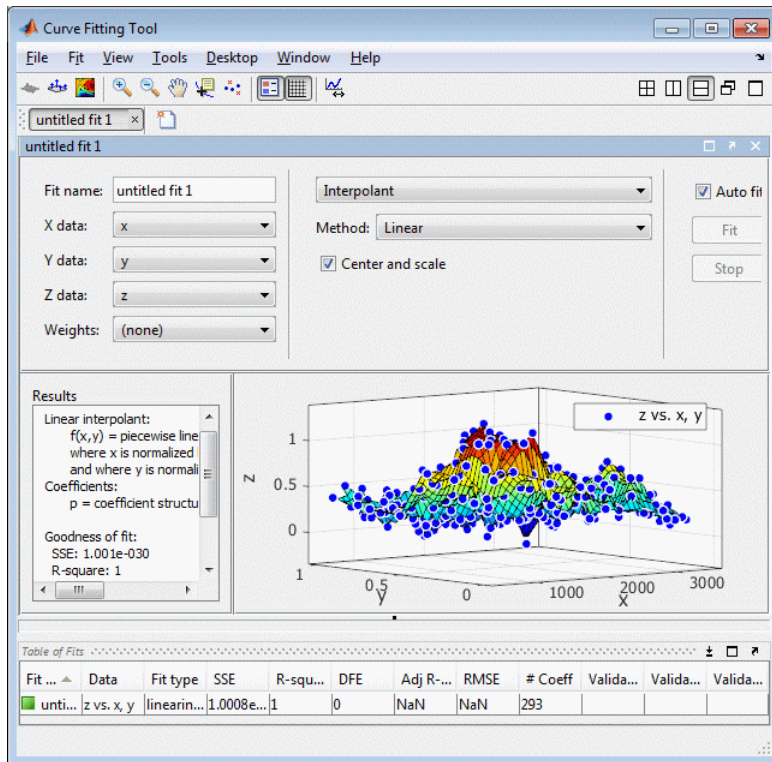 Curve Fitting Tool
File Fit View Tools Desktop Window Help
untitled fit 1
untitled fit 1
Fit name: untitled fit 1
X data: x
Y data: y
Z data: z
Weights: (none)
Interpolant
Method: Linear
Center and scale
Auto fit
Fit
Stop
Results
Linear interpolant:
f(x,y) = piecewise line
where x is normalized
and where y is normali
Coefficients:
p = coefficient structu
Goodness of fit:
SSE: 1.001e-030
R-square: 1
z vs. x, y
1
0.5
0
z
1
0.5
0
y
1000
2000
3000
x
Table of Fits
Fit ... Data Fit type SSE R-squ... DFE Adj R-... RMSE # Coeff Valida... Valida... Valida...
unti... z vs. x, y linearin... 1.0008e... 1 0 NaN NaN 293